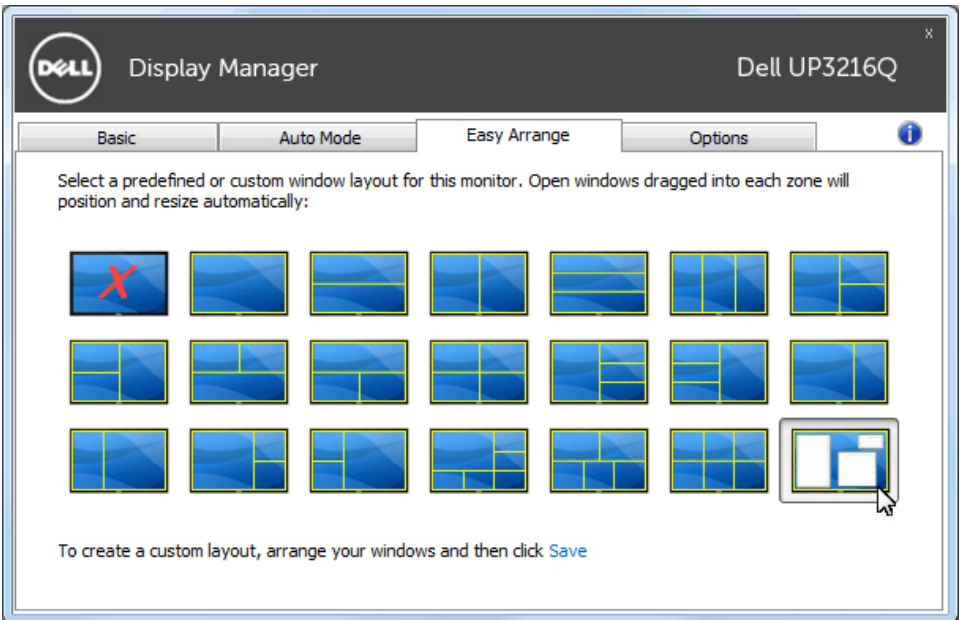 x
DELL
Display Manager
Dell UP3216Q
Basic
Auto Mode
Easy Arrange
Options
i
Select a predefined or custom window layout for this monitor. Open windows dragged into each zone will
position and resize automatically:
X
To create a custom layout, arrange your windows and then click Save